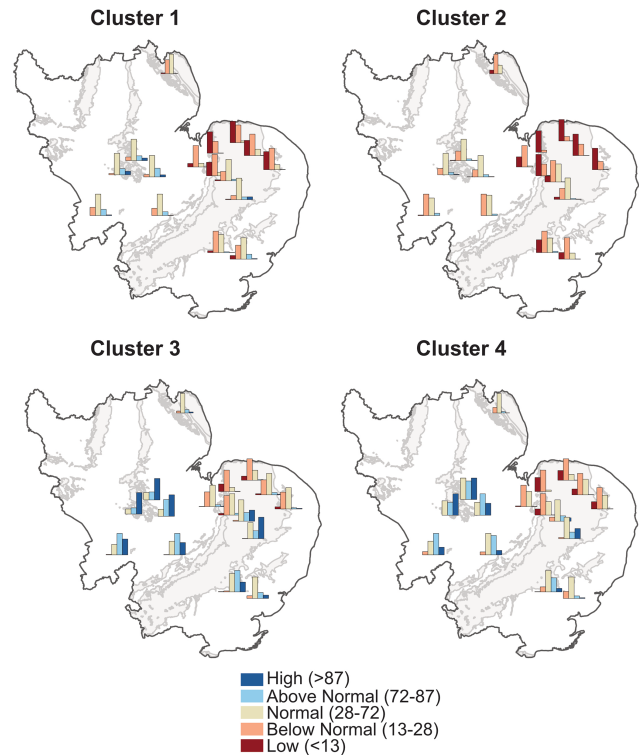 Cluster 1
Cluster 2
Cluster 3
Cluster 4
High (>87)
Above Normal (72-87)
Normal (28-72)
Below Normal (13-28)
Low (<13)